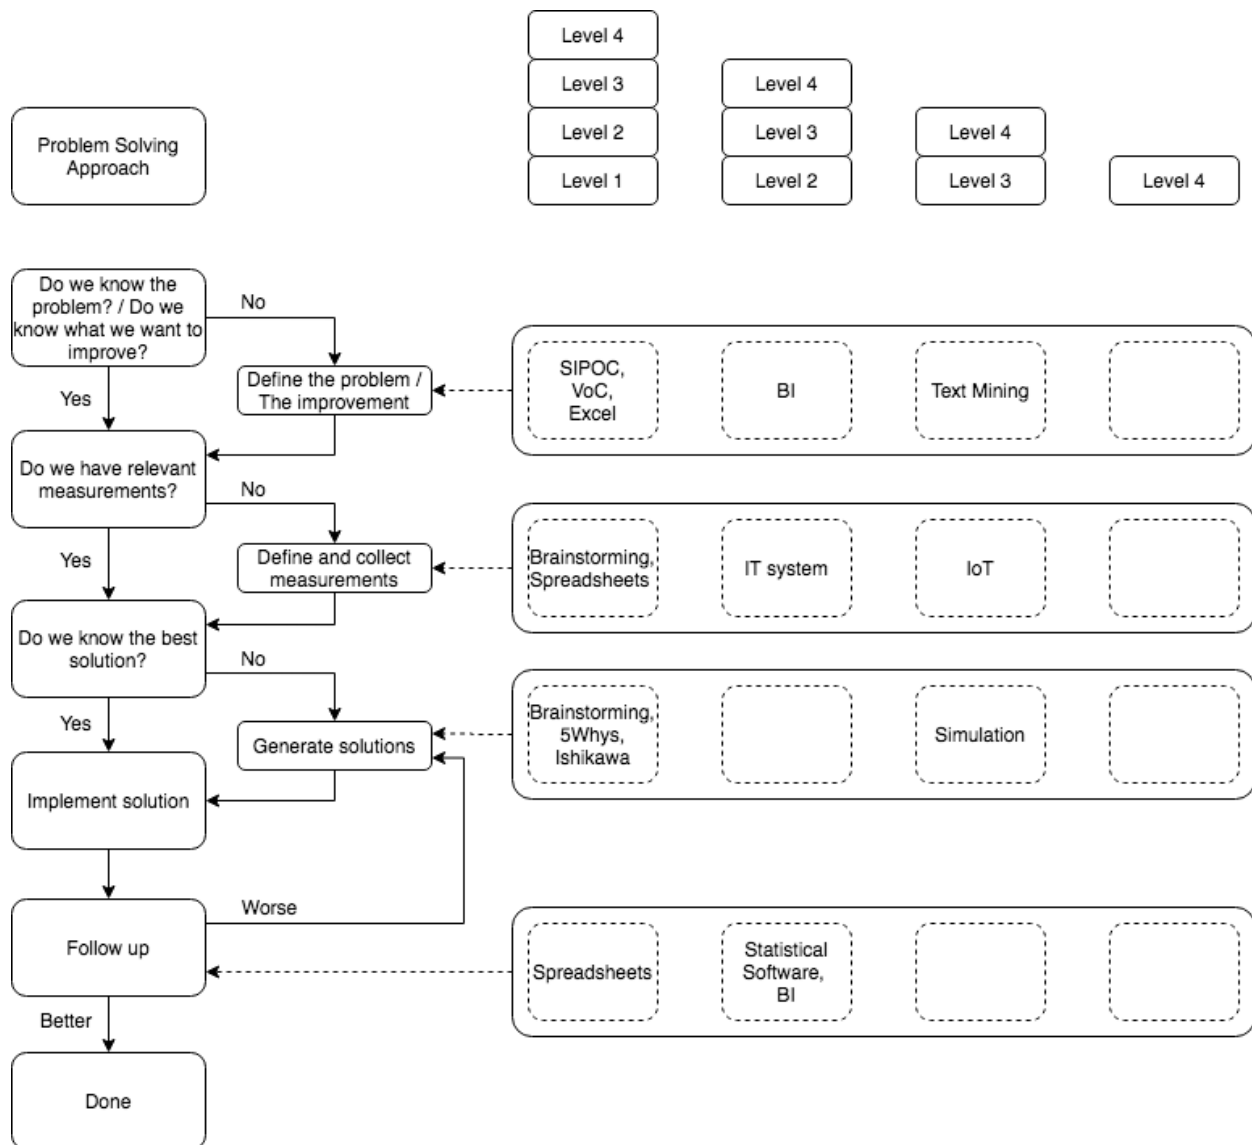 Level 4
Level 3
Level 4
Problem Solving
Approach
Level 2
Level 3
Level 4
Level 1
Level 2
Level 3
Level 4
Do we know the
problem? / Do we
know what we want to
improve?
No
Define the problem /
The improvement
SIPOC,
VoC,
Excel
BI
Text Mining
Yes
Do we have relevant
measurements?
No
Define and collect
measurements
Brainstorming,
Spreadsheets
IT system
IoT
Yes
Do we know the best
solution?
No
Generate solutions
Brainstorming,
5Whys,
Ishikawa
Simulation
Yes
Implement solution
Follow up
Worse
Spreadsheets
Statistical
Software,
BI
Better
Done